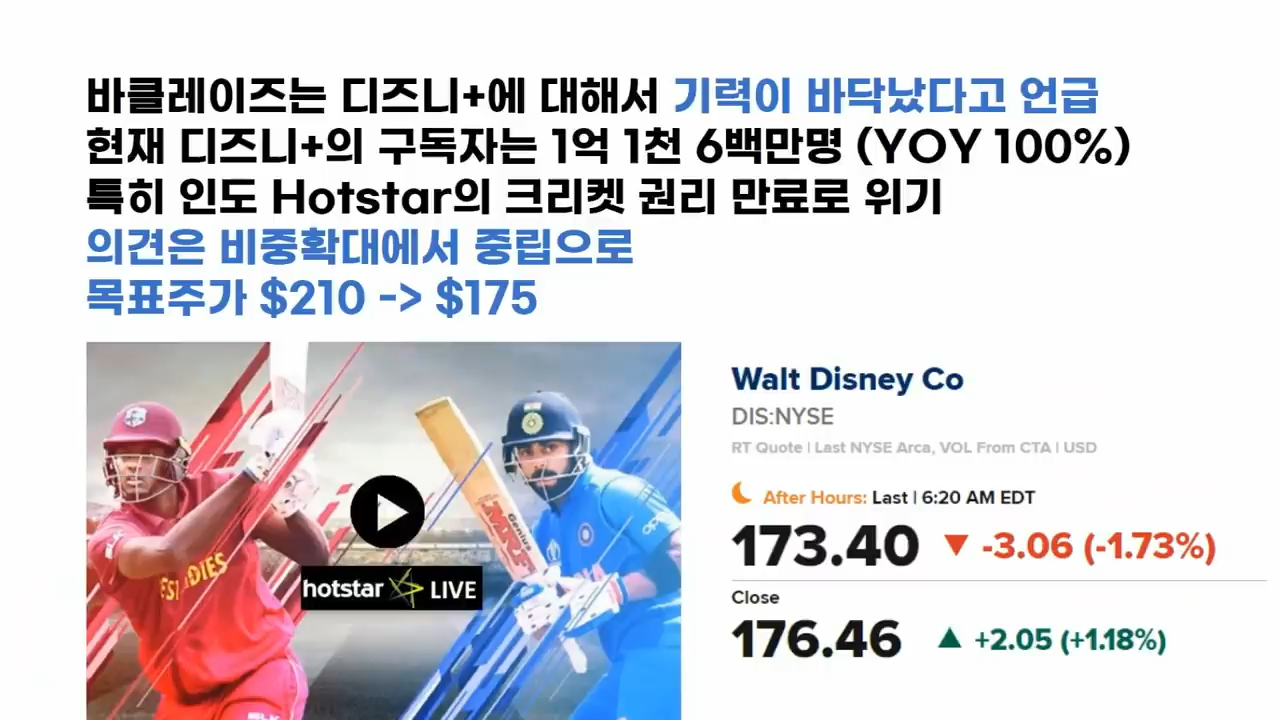 바클레이즈는 디즈니+에 대해서 기력이 바닥났다고 언급
현재 디즈니+의 구독자는 1억 1천 6백만명 (YOY 100%)
특히 인도 Hotstar의 크리켓 권리 만료로 위기
의견은 비중확대에서 중립으로
목표주가 $210 -> $175
Walt Disney Co
DIS:NYSE
RT Quote | Last NYSE Arca, VOL From CTA | USD
After Hours: Last | 6:20 AM EDT
173.40 ▼ -3.06 (-1.73%)
Close
176.46 ▲ +2.05 (+1.18%)
Genius
MRF
hotstar LIVE